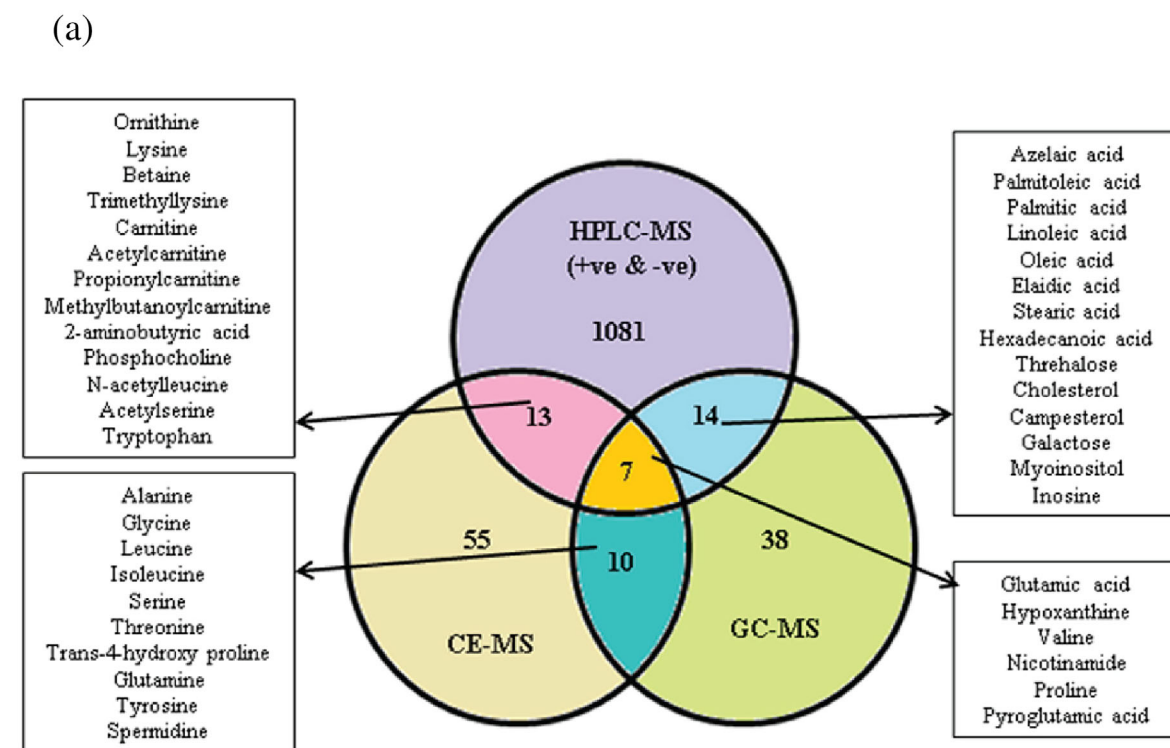 (a)
Ornithine
Lysine
Betaine
Trimethyllysine
Carnitine
Acetylcarnitine
Propionylcarnitine
Methylbutanoylcarnitine
2-aminobutyric acid
Phosphocholine
N-acetylleucine
Acetylserine
Tryptophan
Alanine
Glycine
Leucine
Isoleucine
Serine
Threonine
Trans-4-hydroxy proline
Glutamine
Tyrosine
Spermidine
HPLC-MS
(+ve & -ve)
1081
13
14
7
55
10
38
CE-MS
GC-MS
Azelaic acid
Palmitoleic acid
Palmitic acid
Linoleic acid
Oleic acid
Elaidic acid
Stearic acid
Hexadecanoic acid
Threhalose
Cholesterol
Campesterol
Galactose
Myoinositol
Inosine
Glutamic acid
Hypoxanthine
Valine
Nicotinamide
Proline
Pyroglutamic acid